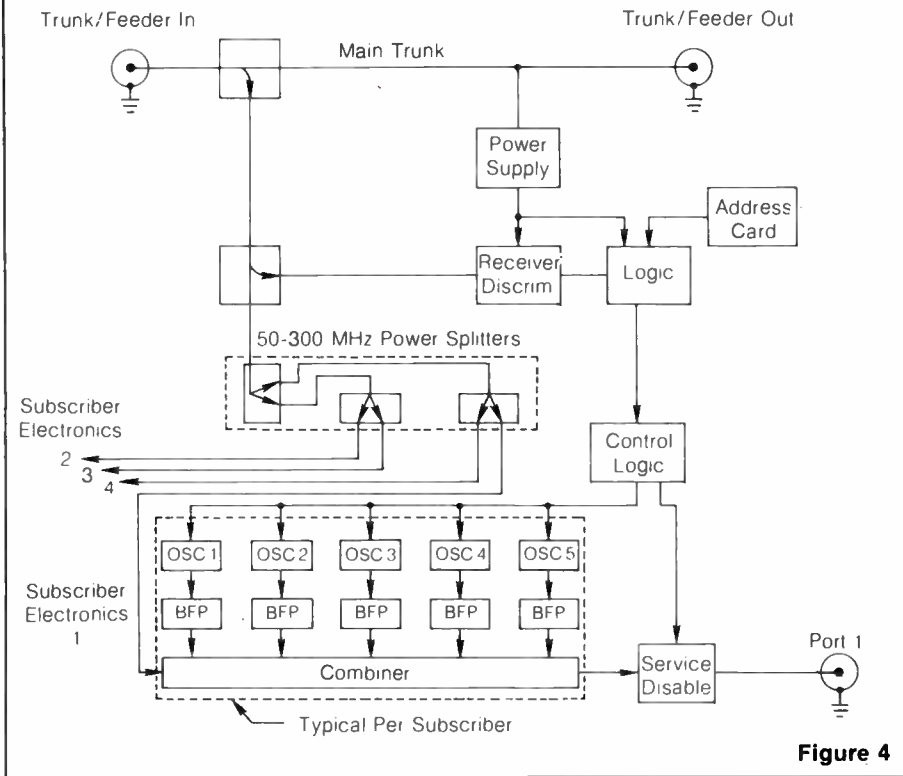 Trunk/Feeder In
Trunk/Feeder Out
Main Trunk
Power
Supply
Address
Card
Receiver
Discrim
Logic
50-300 MHz Power Splitters
Subscriber
Electronics
2
3
4
Control
Logic
OSC 1
OSC 2
OSC 3
OSC 4
OSC 5
Subscriber
Electronics
1
BFP
BFP
BFP
BFP
BFP
Combiner
Service
Disable
Port 1
Typical Per Subscriber
Figure 4